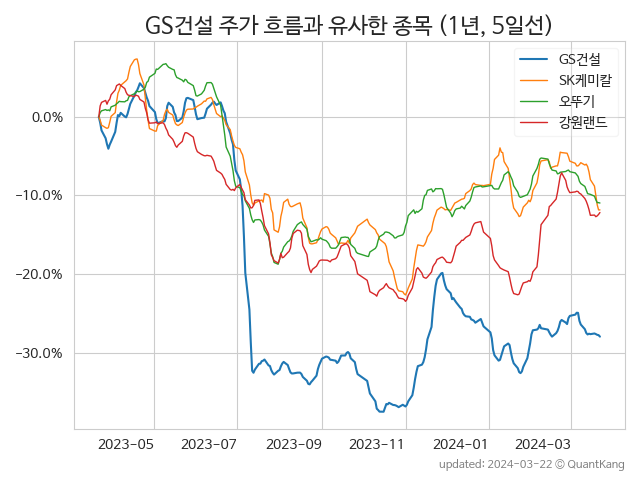 GS건설 주가 흐름과 유사한 종목 (1년, 5일선)
GS건설
SK케미칼
오뚜기
강원랜드
0.0%
−10.0%
−20.0%
−30.0%
2023-05
2023-07
2023-09
2023-11
2024-01
2024-03
updated: 2024-03-22 © QuantKang